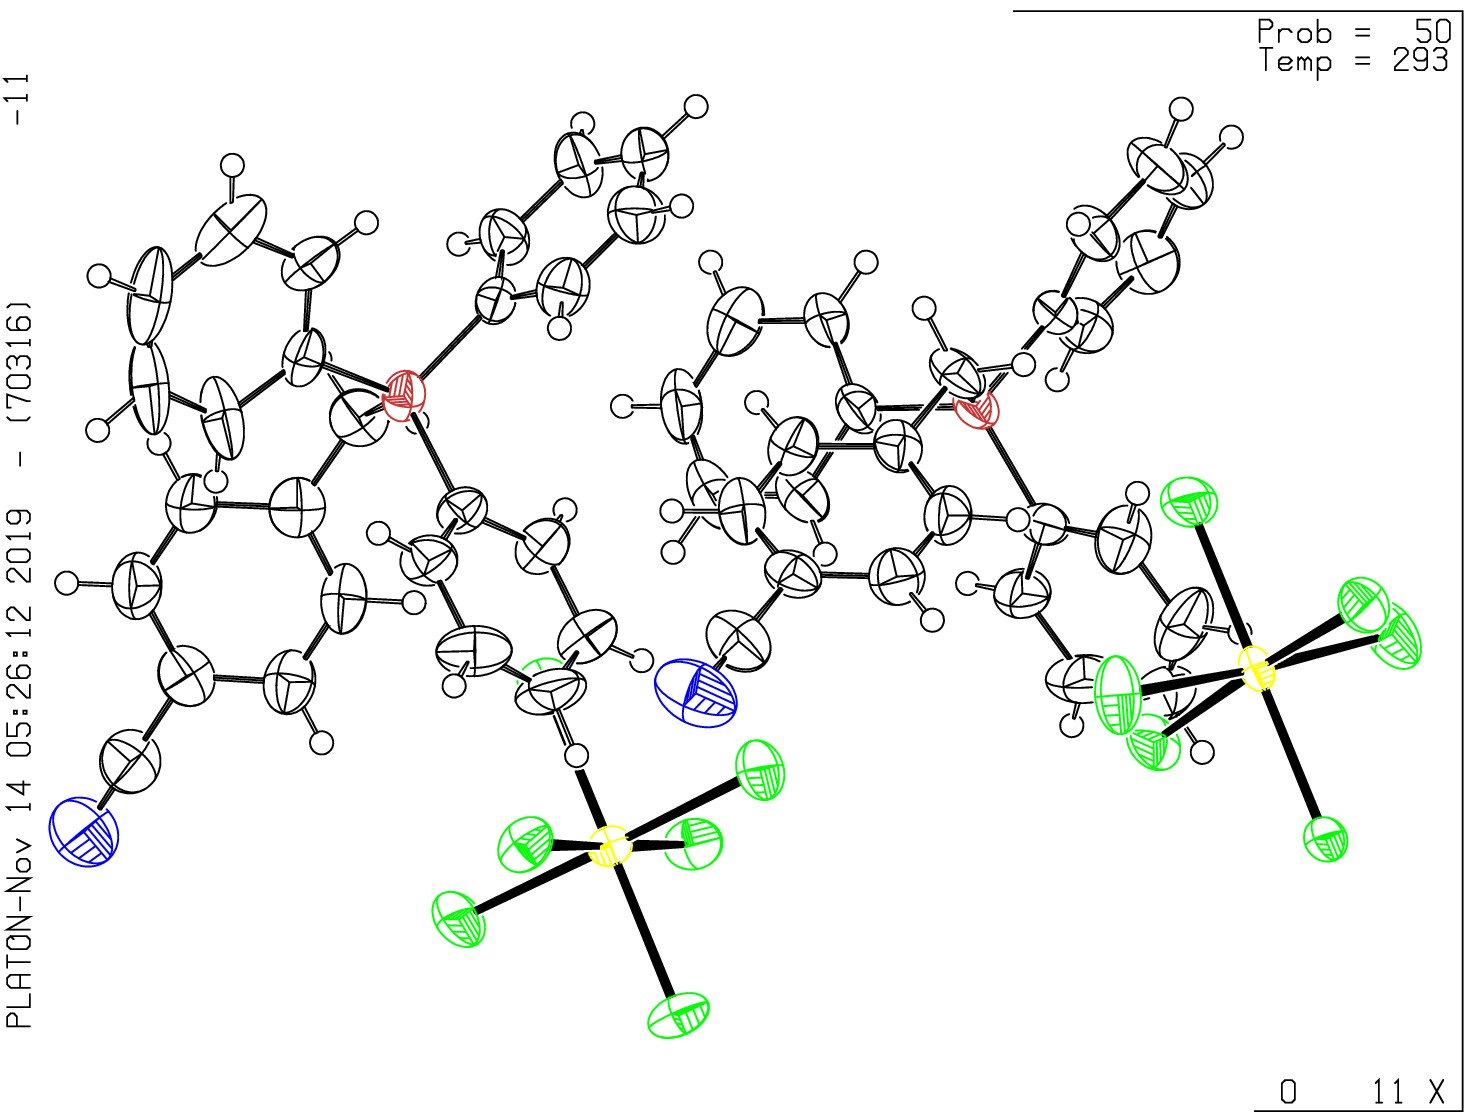 Prob = 50
Temp = 293
PLATON-Nov 14 05:26:12 2019 - (70316) -11
0 11 X